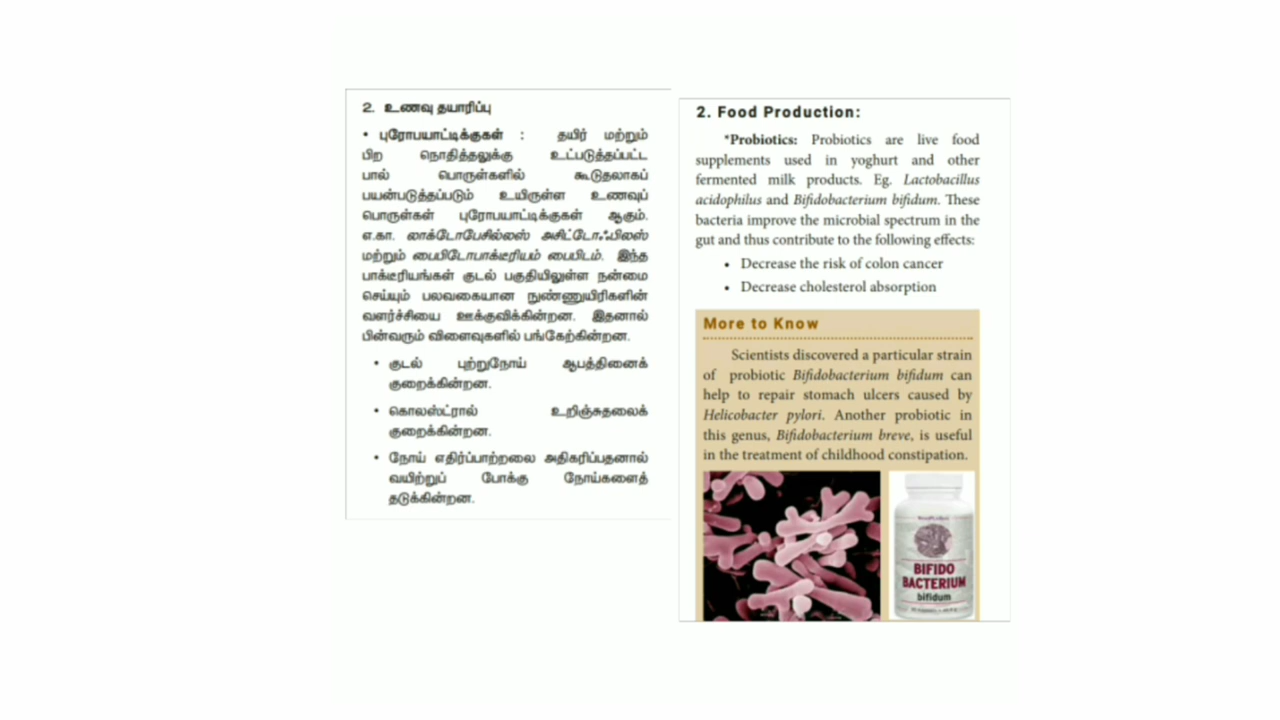 2. உணவு தயாரிப்பு
• புரோபயாட்டிக்குகள் : தயிர் மற்றும்
பிற நொதித்தலுக்கு உட்படுத்தப்பட்ட
பால் பொருள்களில் கூடுதலாகப்
பயன்படுத்தப்படும் உயிருள்ள உணவுப்
பொருள்கள் புரோபயாட்டிக்குகள் ஆகும்.
எ.கா. லாக்டோபேசில்லஸ் அசிட்டோஃபிலஸ்
மற்றும் பைபிடோபாக்டீரியம் பைபிடம். இந்த
பாக்டீரியங்கள் குடல் பகுதியிலுள்ள நன்மை
செய்யும் பலவகையான நுண்ணுயிரிகளின்
வளர்ச்சியை ஊக்குவிக்கின்றன. இதனால்
பின்வரும் விளைவுகளில் பங்கேற்கின்றன.
• குடல் புற்றுநோய் ஆபத்தினைக்
குறைக்கின்றன.
• கொலஸ்ட்ரால் உறிஞ்சுதலைக்
குறைக்கின்றன.
• நோய் எதிர்ப்பாற்றலை அதிகரிப்பதனால்
வயிற்றுப் போக்கு நோய்களைத்
தடுக்கின்றன.
2. Food Production:
*Probiotics: Probiotics are live food
supplements used in yoghurt and other
fermented milk products. Eg. Lactobacillus
acidophilus and Bifidobacterium bifidum. These
bacteria improve the microbial spectrum in the
gut and thus contribute to the following effects:
• Decrease the risk of colon cancer
• Decrease cholesterol absorption
More to Know
Scientists discovered a particular strain
of probiotic Bifidobacterium bifidum can
help to repair stomach ulcers caused by
Helicobacter pylori. Another probiotic in
this genus, Bifidobacterium breve, is useful
in the treatment of childhood constipation.
BIFIDO
BACTERIUM
bifidum